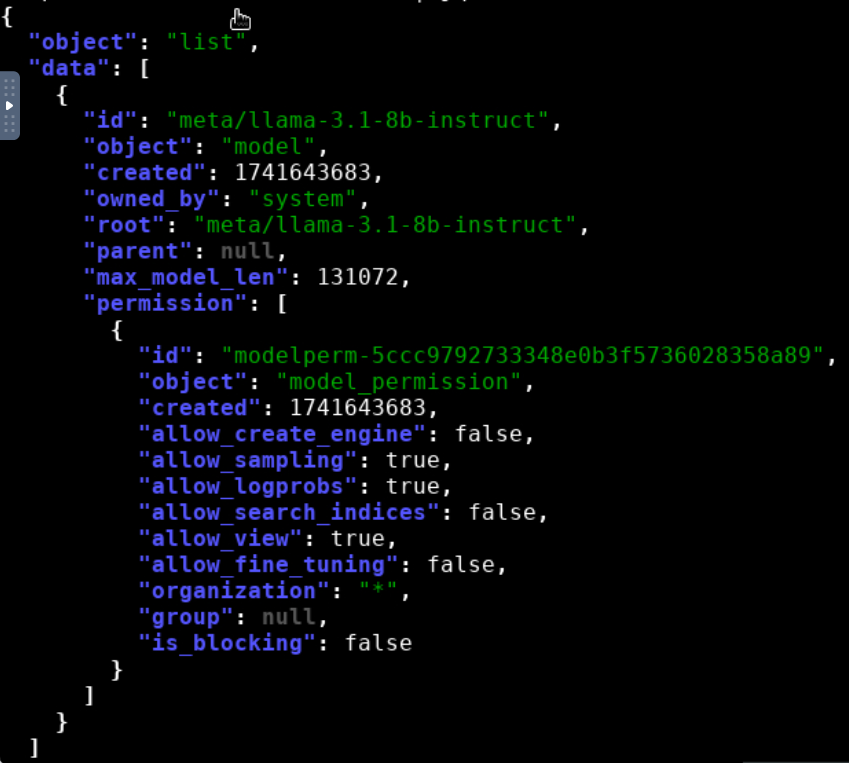 {
"object": "list",
"data": [
{
"id": "meta/llama-3.1-8b-instruct",
"object": "model",
"created": 1741643683,
"owned_by": "system",
"root": "meta/llama-3.1-8b-instruct",
"parent": null,
"max_model_len": 131072,
"permission": [
{
"id": "modelperm-5ccc9792733348e0b3f5736028358a89",
"object": "model_permission",
"created": 1741643683,
"allow_create_engine": false,
"allow_sampling": true,
"allow_logprobs": true,
"allow_search_indices": false,
"allow_view": true,
"allow_fine_tuning": false,
"organization": "*",
"group": null,
"is_blocking": false
}
]
}
]